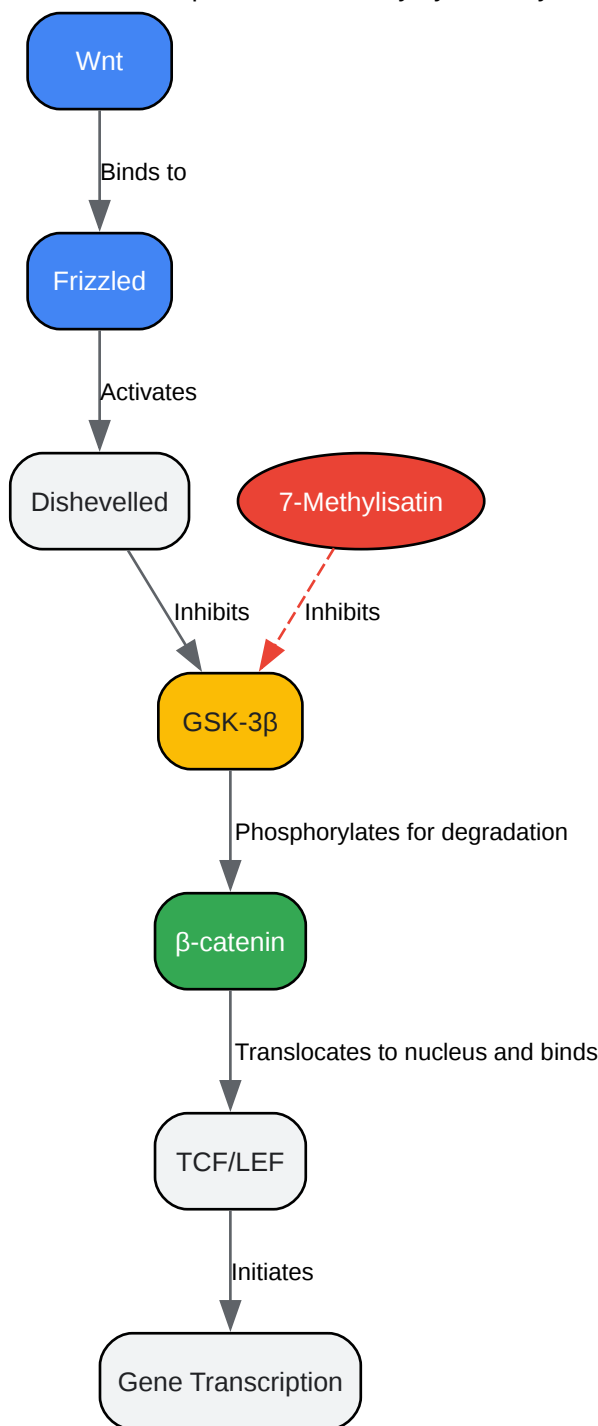 Wnt
Binds to
Frizzled
Activates
Dishevelled
7-Methylisatin
Inhibits
Inhibits
GSK-3β
Phosphorylates for degradation
β-catenin
Translocates to nucleus and binds
TCF/LEF
Initiates
Gene Transcription